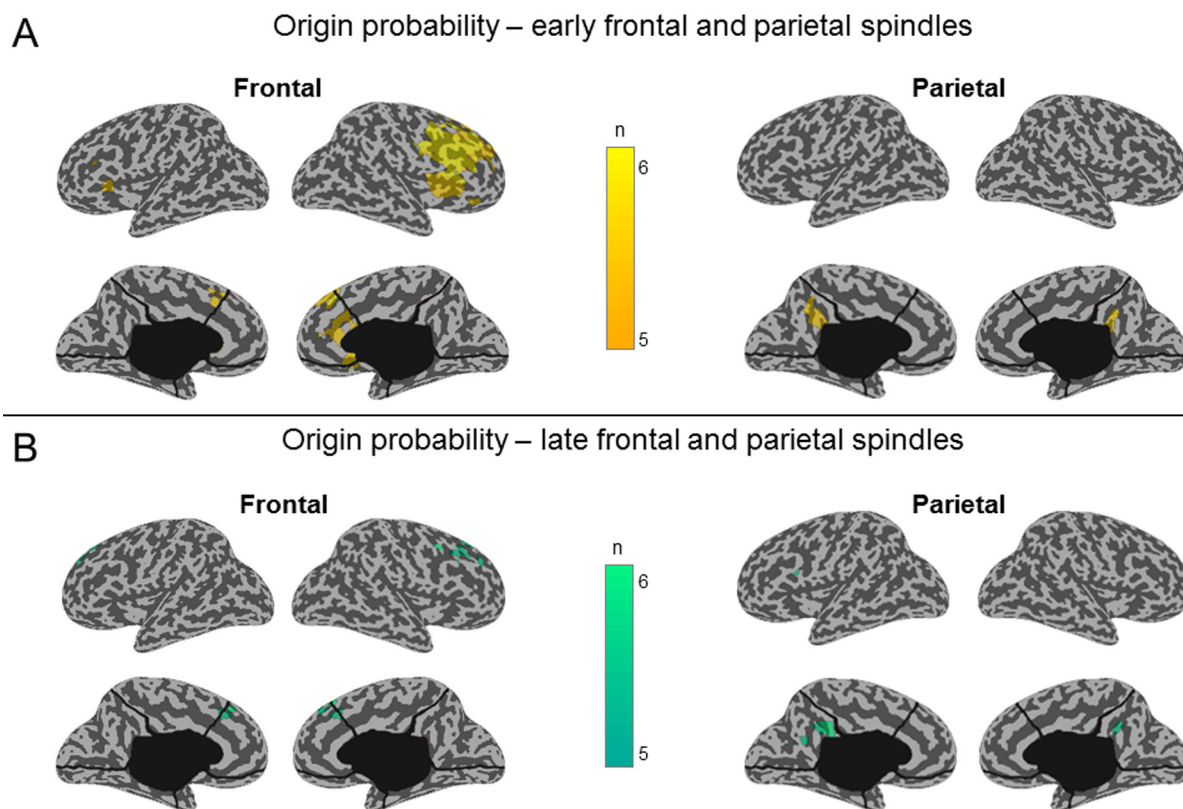 A
Origin probability – early frontal and parietal spindles
Frontal
Parietal
n
6
5
B
Origin probability – late frontal and parietal spindles
Frontal
Parietal
n
6
5